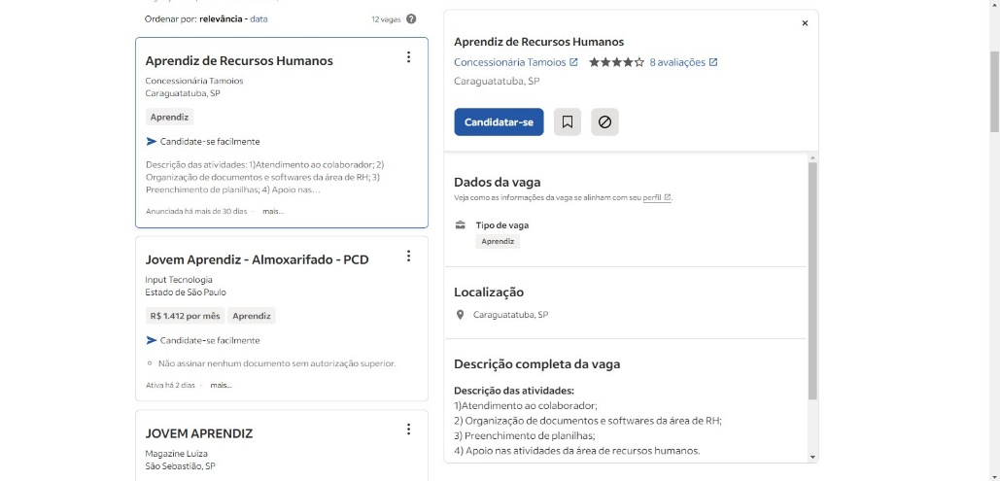 Ordenar por: relevância - data
12 vagas
Aprendiz de Recursos Humanos
Concessionária Tamoios
Caraguatatuba, SP
Aprendiz
Candidate-se facilmente
Descrição das atividades: 1)Atendimento ao colaborador; 2)
Organização de documentos e softwares da área de RH; 3)
Preenchimento de planilhas; 4) Apoio nas...
Anunciada há mais de 30 dias · mais...
Jovem Aprendiz - Almoxarifado - PCD
Input Tecnologia
Estado de São Paulo
R$ 1.412 por mês Aprendiz
Candidate-se facilmente
Não assinar nenhum documento sem autorização superior.
Ativa há 2 dias · mais...
JOVEM APRENDIZ
Magazine Luiza
São Sebastião, SP
Aprendiz de Recursos Humanos
Concessionária Tamoios 8 avaliações
Caraguatatuba, SP
Candidatar-se
Dados da vaga
Veja como as informações da vaga se alinham com seu perfil.
Tipo de vaga
Aprendiz
Localização
Caraguatatuba, SP
Descrição completa da vaga
Descrição das atividades:
1)Atendimento ao colaborador;
2) Organização de documentos e softwares da área de RH;
3) Preenchimento de planilhas;
4) Apoio nas atividades da área de recursos humanos.